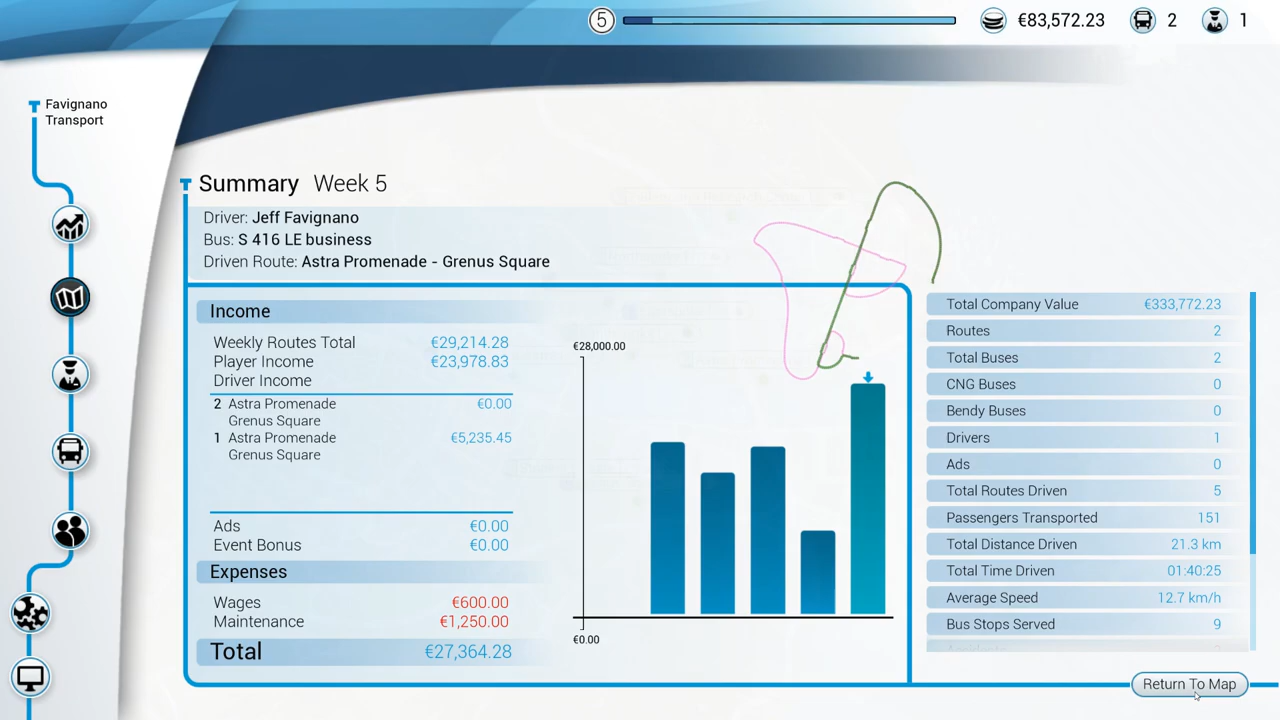 5
€83,572.23
2
1
Favignano
Transport
Summary Week 5
Driver: Jeff Favignano
Bus: S 416 LE business
Driven Route: Astra Promenade - Grenus Square
Income
Weekly Routes Total €29,214.28
Player Income €23,978.83
Driver Income
2 Astra Promenade €0.00
Grenus Square
1 Astra Promenade €5,235.45
Grenus Square
Ads €0.00
Event Bonus €0.00
Expenses
Wages €600.00
Maintenance €1,250.00
Total €27,364.28
€28,000.00
€0.00
Total Company Value €333,772.23
Routes 2
Total Buses 2
CNG Buses 0
Bendy Buses 0
Drivers 1
Ads 0
Total Routes Driven 5
Passengers Transported 151
Total Distance Driven 21.3 km
Total Time Driven 01:40:25
Average Speed 12.7 km/h
Bus Stops Served 9
Return To Map